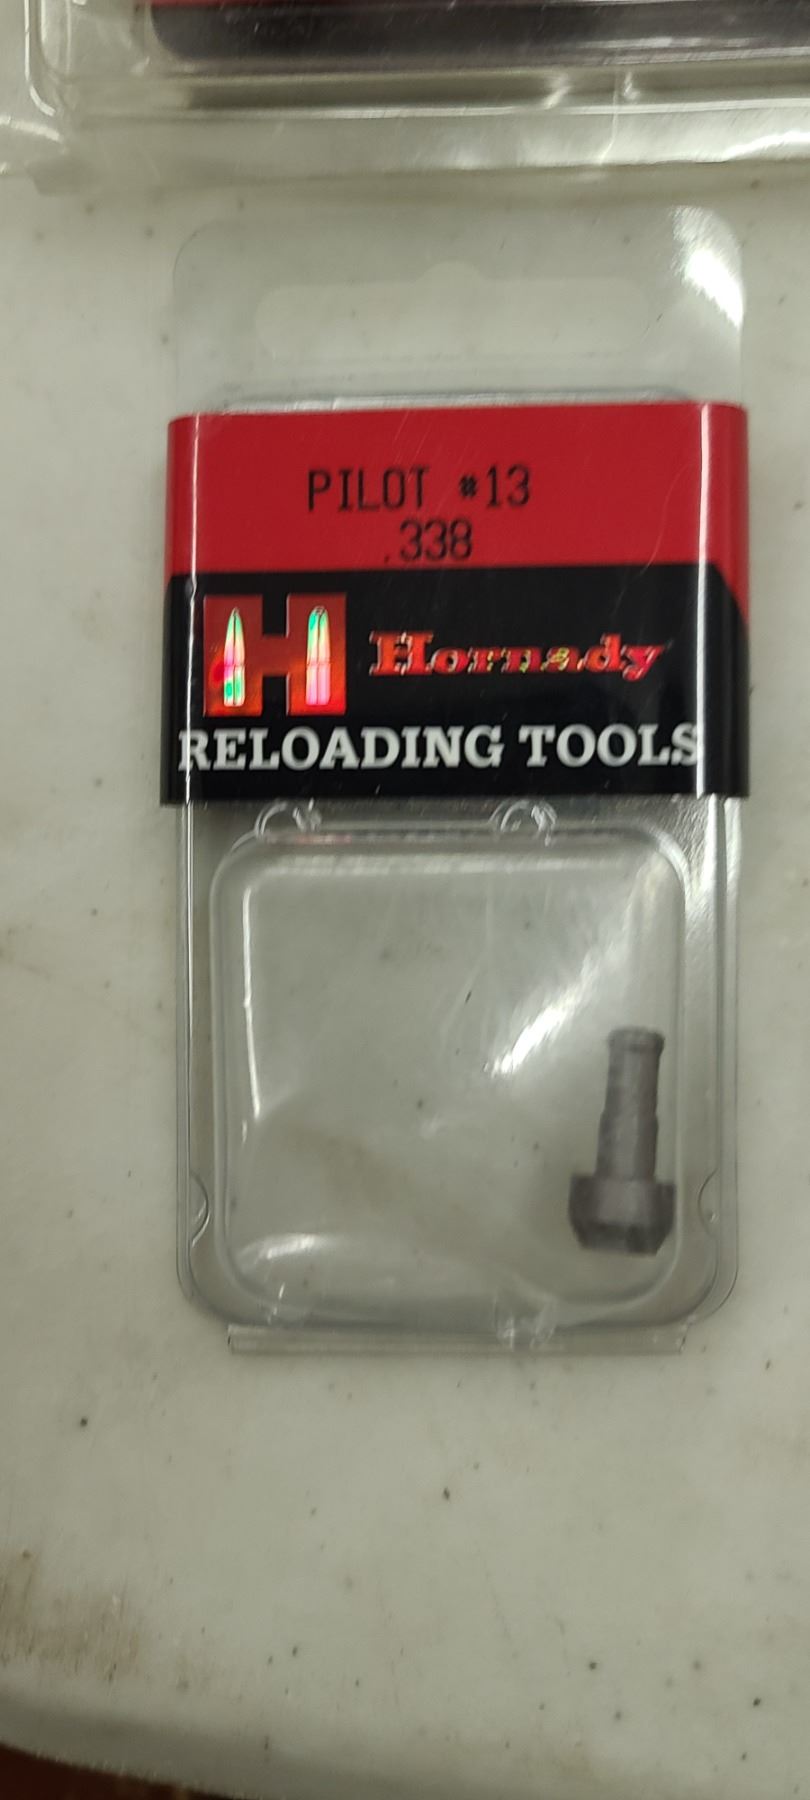 PILOT #13
.338
Hornady
RELOADING TOOLS